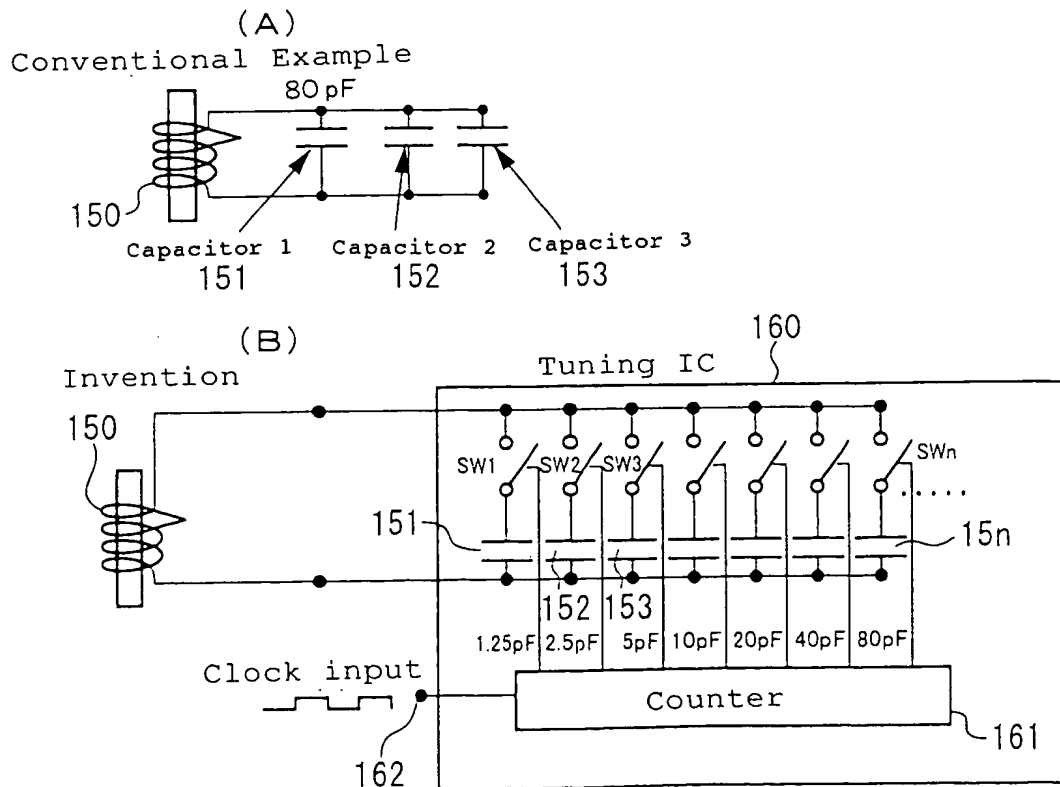 (A)
Conventional Example
80pF
150
Capacitor 1
Capacitor 2
Capacitor 3
151
152
153
(B)
Invention
160
Tuning IC
150
SW1
SW2
SW3
SWn
.....
151
15n
152
153
1.25pF
2.5pF
5pF
10pF
20pF
40pF
80pF
Clock input
Counter
162
161